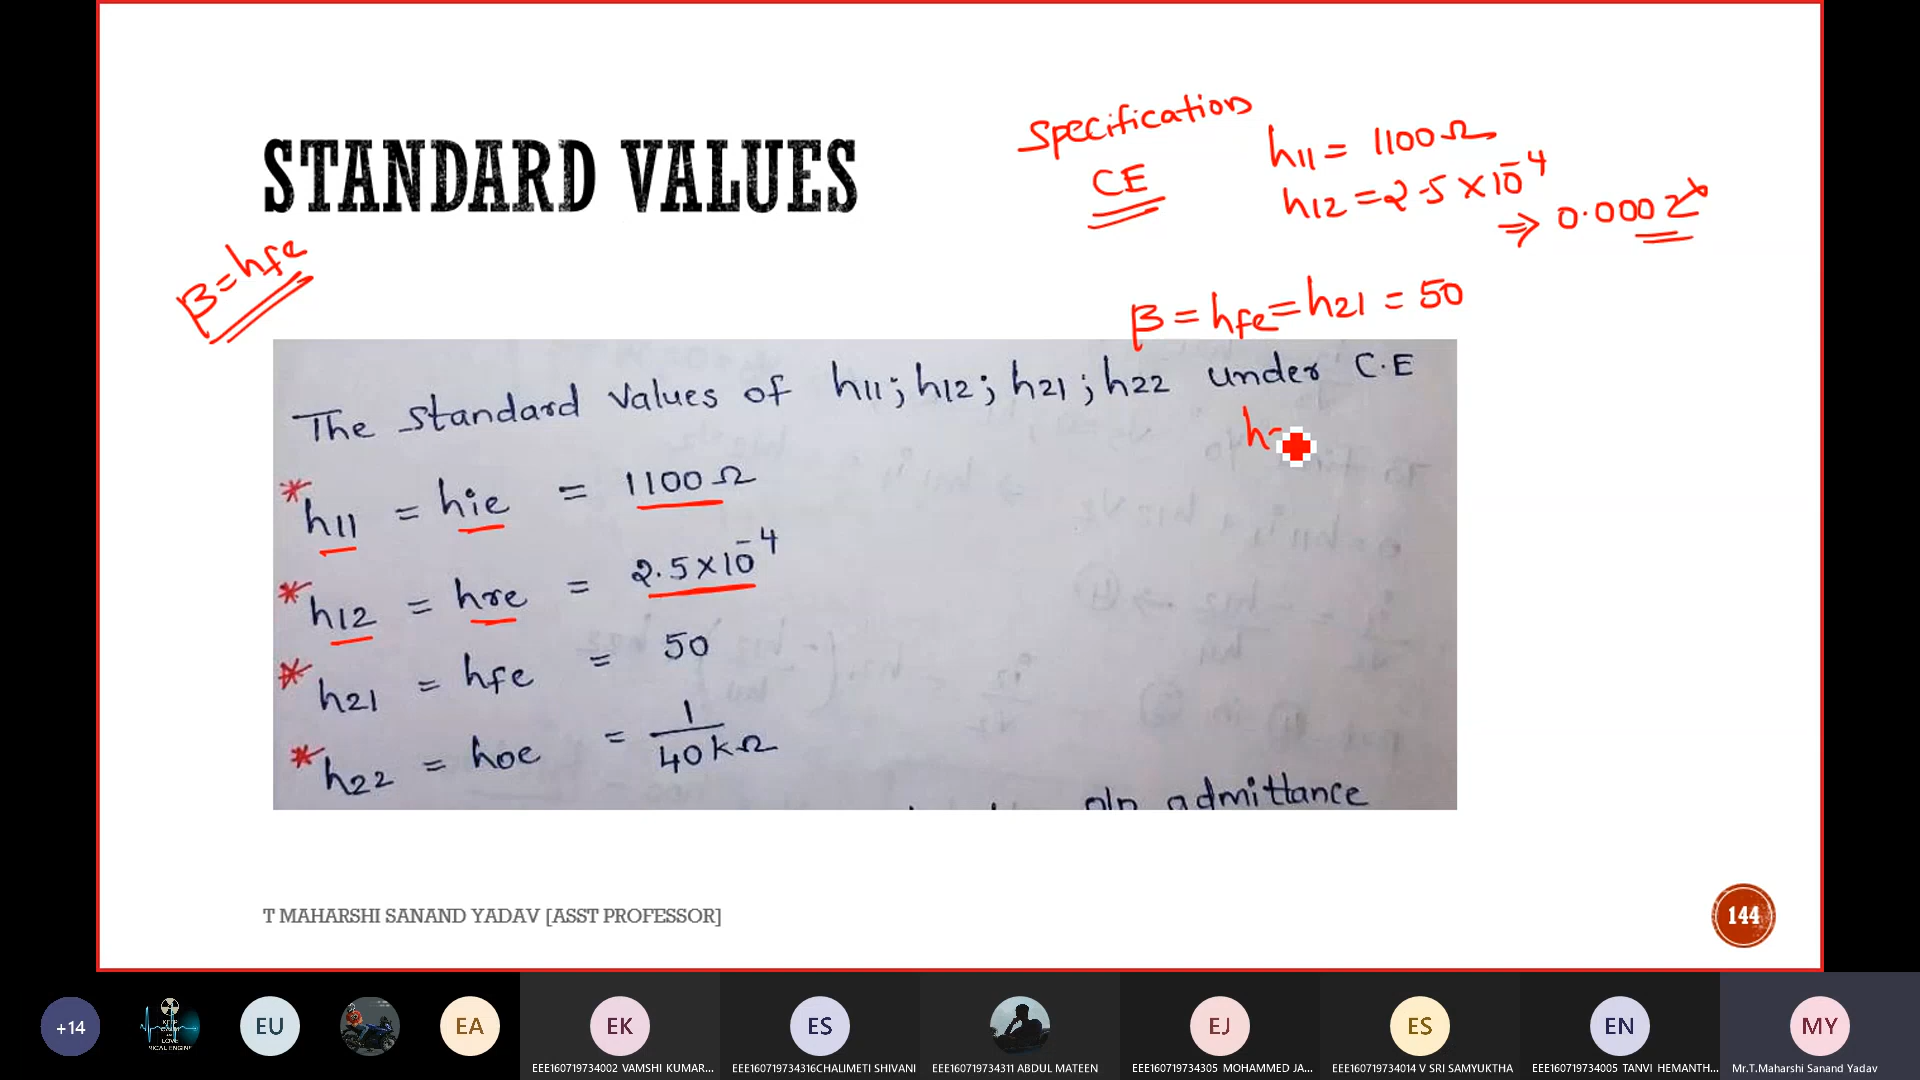 STANDARD VALUES
Specifications
CE
h11 = 1100 Ω
h12 = 2.5 × 10⁻⁴
⇒ 0.0002
β = hfe
β = hfe = h21 = 50
The standard values of h11; h12; h21; h22 under C.E
h
* h11 = hie = 1100 Ω
* h12 = hre = 2.5×10⁻⁴
* h21 = hfe = 50
* h22 = hoe = 1/40kΩ
o/p admittance
T MAHARSHI SANAND YADAV [ASST PROFESSOR]
144
+14
EU
EA
EK
ES
EJ
ES
EN
MY
EEE160719734002 VAMSHI KUMAR...
EEE160719734316CHALIMETI SHIVANI
EEE160719734311 ABDUL MATEEN
EEE160719734305 MOHAMMED JA...
EEE160719734014 V SRI SAMYUKTHA
EEE160719734005 TANVI HEMANTH...
Mr.T.Maharshi Sanand Yadav